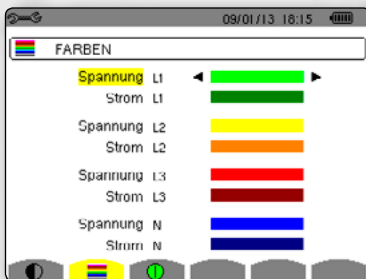 09/01/13 18:15
FARBEN
Spannung L1
Strom L1
Spannung L2
Strom L2
Spannung L3
Strom L3
Spannung N
Strom N